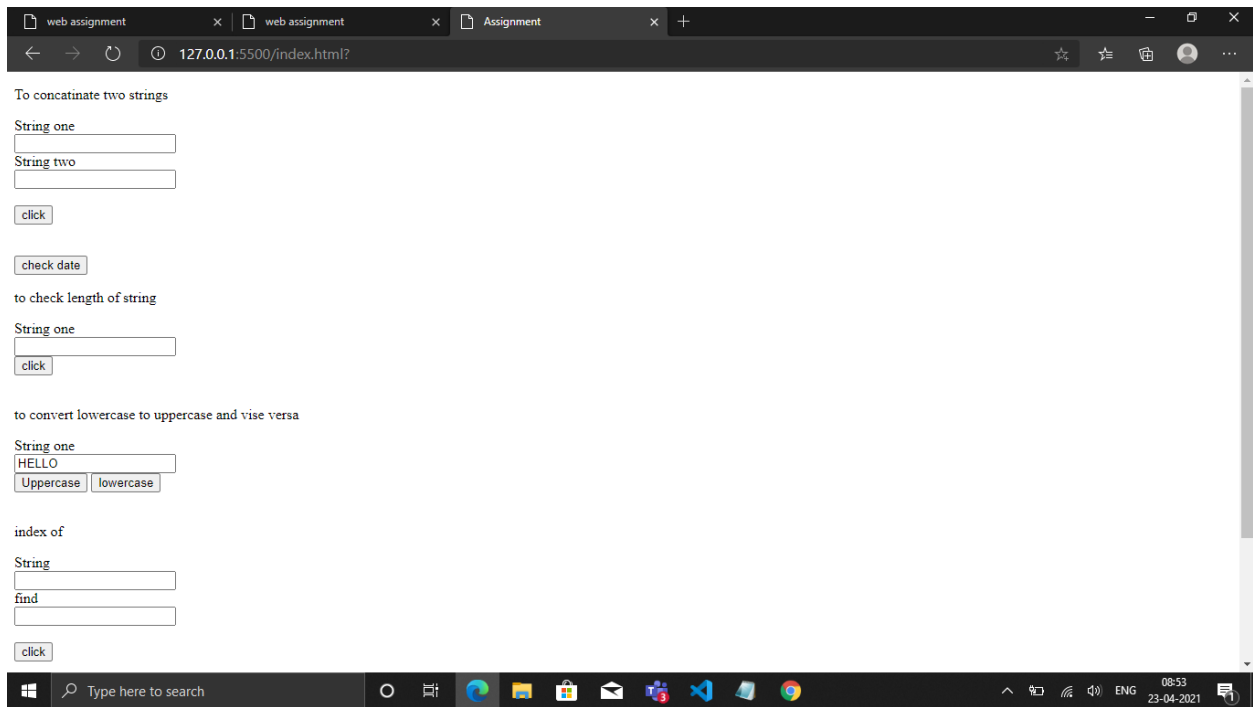 web assignment
web assignment
Assignment
127.0.0.1:5500/index.html?
To concatinate two strings
String one
String two
click
check date
to check length of string
String one
click
to convert lowercase to uppercase and vise versa
String one
HELLO
Uppercase lowercase
index of
String
find
click
Type here to search
3
ENG
08:53
23-04-2021
1